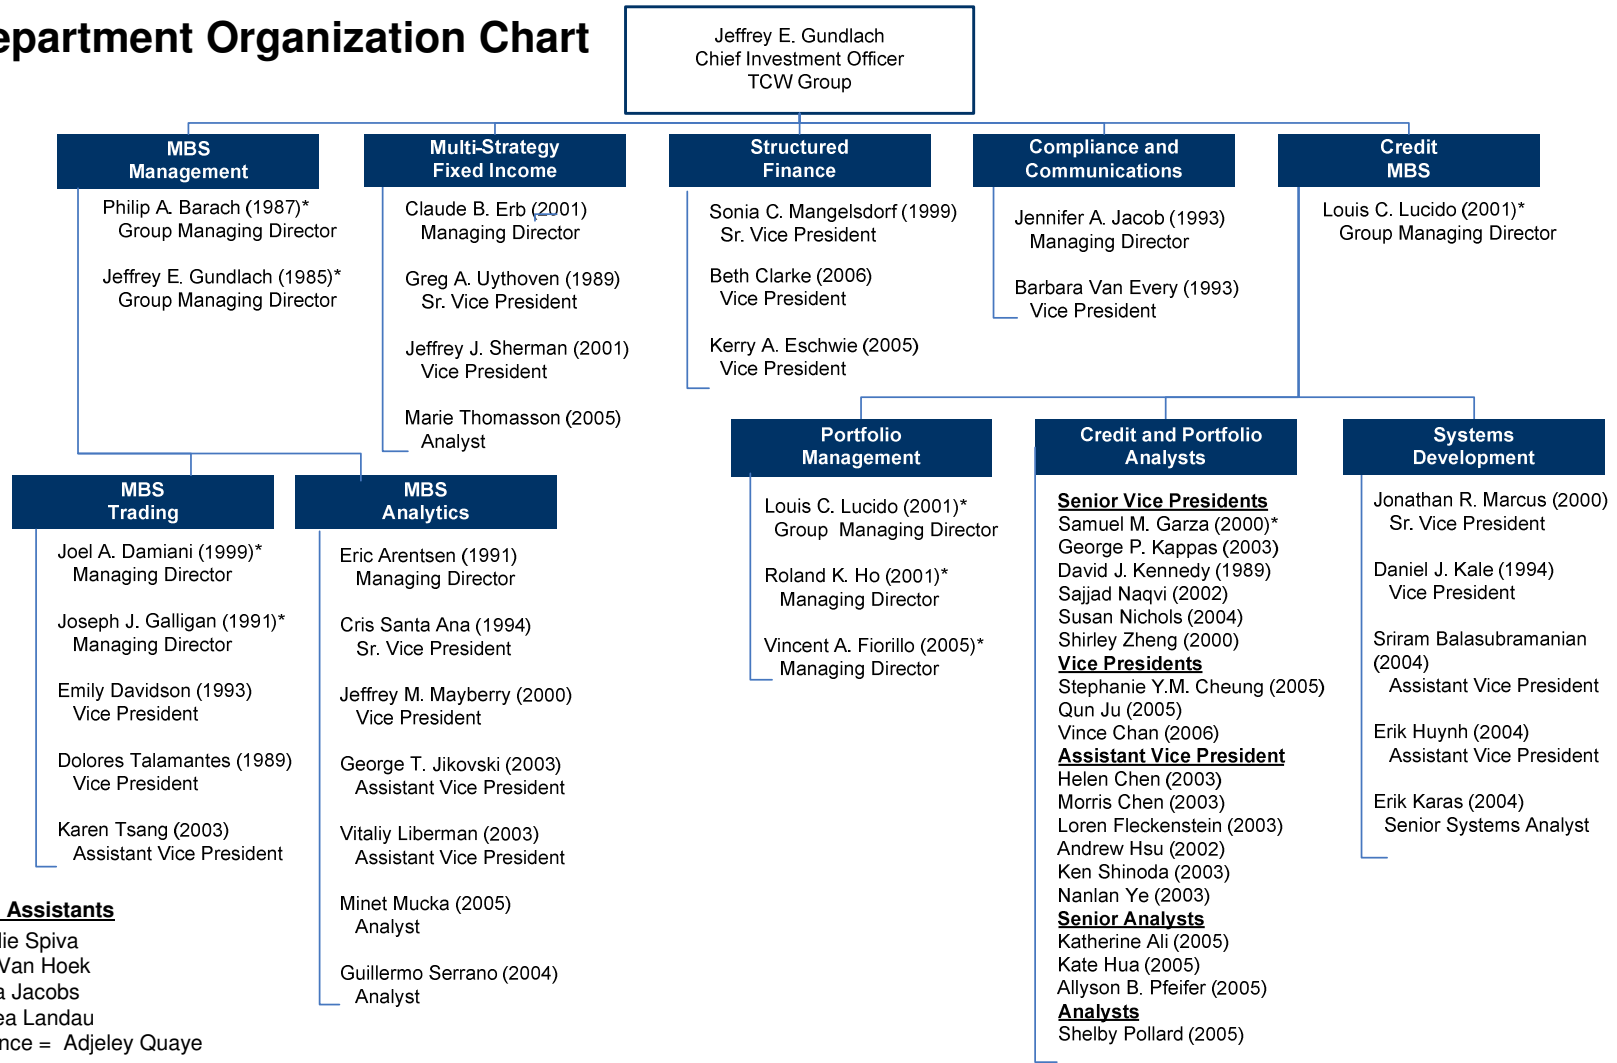 epartment Organization Chart
Jeffrey E. Gundlach
Chief Investment Officer
TCW Group
MBS
Management
Philip A. Barach (1987)*
Group Managing Director
Jeffrey E. Gundlach (1985)*
Group Managing Director
Multi-Strategy
Fixed Income
Claude B. Erb (2001)
Managing Director
Greg A. Uythoven (1989)
Sr. Vice President
Jeffrey J. Sherman (2001)
Vice President
Marie Thomasson (2005)
Analyst
Structured
Finance
Sonia C. Mangelsdorf (1999)
Sr. Vice President
Beth Clarke (2006)
Vice President
Kerry A. Eschwie (2005)
Vice President
Compliance and
Communications
Jennifer A. Jacob (1993)
Managing Director
Barbara Van Every (1993)
Vice President
Credit
MBS
Louis C. Lucido (2001)*
Group Managing Director
MBS
Trading
Joel A. Damiani (1999)*
Managing Director
Joseph J. Galligan (1991)*
Managing Director
Emily Davidson (1993)
Vice President
Dolores Talamantes (1989)
Vice President
Karen Tsang (2003)
Assistant Vice President
MBS
Analytics
Eric Arentsen (1991)
Managing Director
Cris Santa Ana (1994)
Sr. Vice President
Jeffrey M. Mayberry (2000)
Vice President
George T. Jikovski (2003)
Assistant Vice President
Vitaliy Liberman (2003)
Assistant Vice President
Minet Mucka (2005)
Analyst
Guillermo Serrano (2004)
Analyst
Portfolio
Management
Louis C. Lucido (2001)*
Group  Managing Director
Roland K. Ho (2001)*
Managing Director
Vincent A. Fiorillo (2005)*
Managing Director
Credit and Portfolio
Analysts
Senior Vice Presidents
Samuel M. Garza (2000)*
George P. Kappas (2003)
David J. Kennedy (1989)
Sajjad Naqvi (2002)
Susan Nichols (2004)
Shirley Zheng (2000)
Vice Presidents
Stephanie Y.M. Cheung (2005)
Qun Ju (2005)
Vince Chan (2006)
Assistant Vice President
Helen Chen (2003)
Morris Chen (2003)
Loren Fleckenstein (2003)
Andrew Hsu (2002)
Ken Shinoda (2003)
Nanlan Ye (2003)
Senior Analysts
Katherine Ali (2005)
Kate Hua (2005)
Allyson B. Pfeifer (2005)
Analysts
Shelby Pollard (2005)
Systems
Development
Jonathan R. Marcus (2000)
Sr. Vice President
Daniel J. Kale (1994)
Vice President
Sriram Balasubramanian
(2004)
Assistant Vice President
Erik Huynh (2004)
Assistant Vice President
Erik Karas (2004)
Senior Systems Analyst
Assistants
lie Spiva
Van Hoek
a Jacobs
ea Landau
nce =  Adjeley Quaye